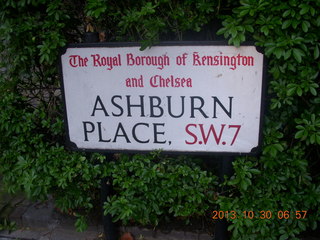 The Royal Borough of Kensington
and Chelsea
ASHBURN
PLACE, S.W.7
2013-10-30 06:57